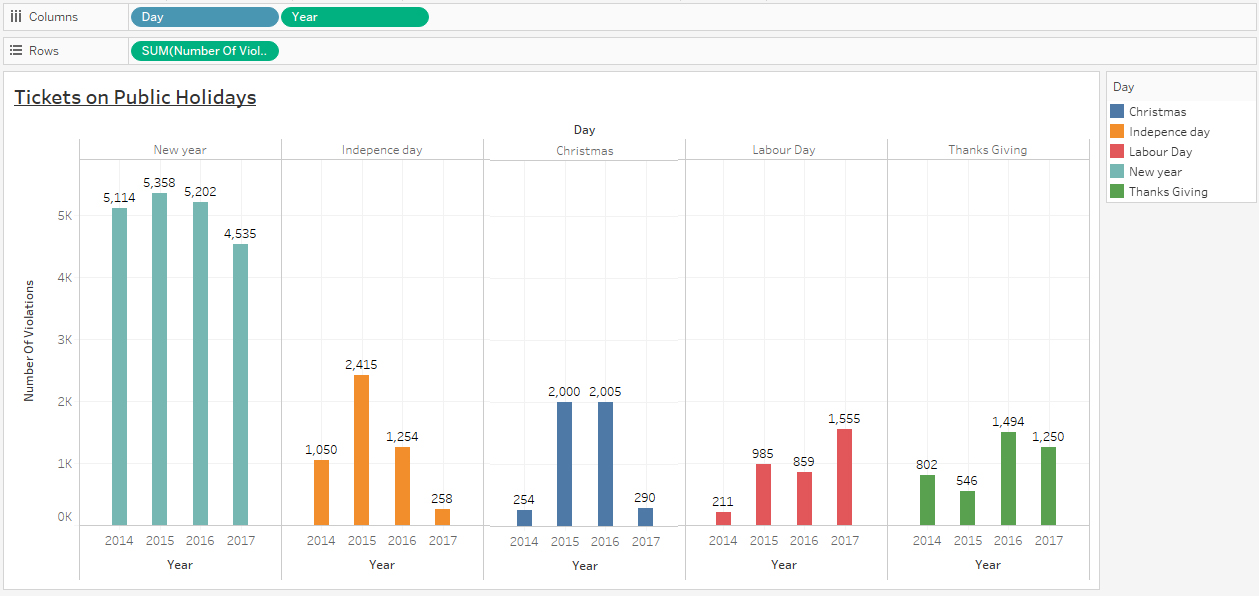 Columns
Day
Year
Rows
SUM(Number Of Viol..
Tickets on Public Holidays
Day
New year
Indepence day
Christmas
Labour Day
Thanks Giving
Number Of Violations
5K
4K
3K
2K
1K
0K
5,114
5,358
5,202
4,535
1,050
2,415
1,254
258
254
2,000
2,005
290
211
985
859
1,555
802
546
1,494
1,250
2014 2015 2016 2017
2014 2015 2016 2017
2014 2015 2016 2017
2014 2015 2016 2017
2014 2015 2016 2017
Year
Year
Year
Year
Year
Day
Christmas
Indepence day
Labour Day
New year
Thanks Giving